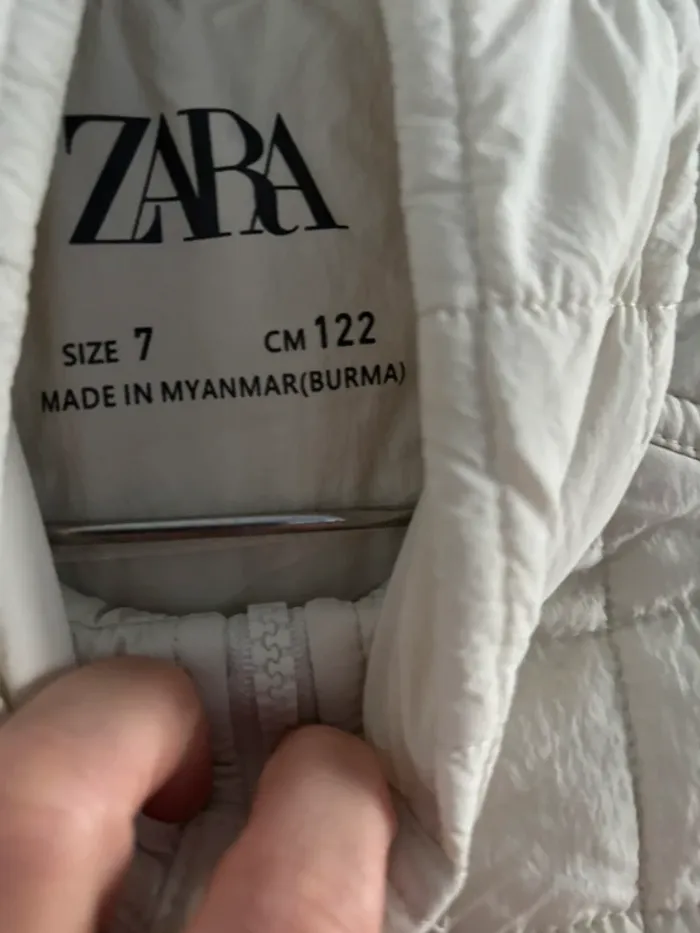 ZARA
SIZE 7 CM 122
MADE IN MYANMAR(BURMA)